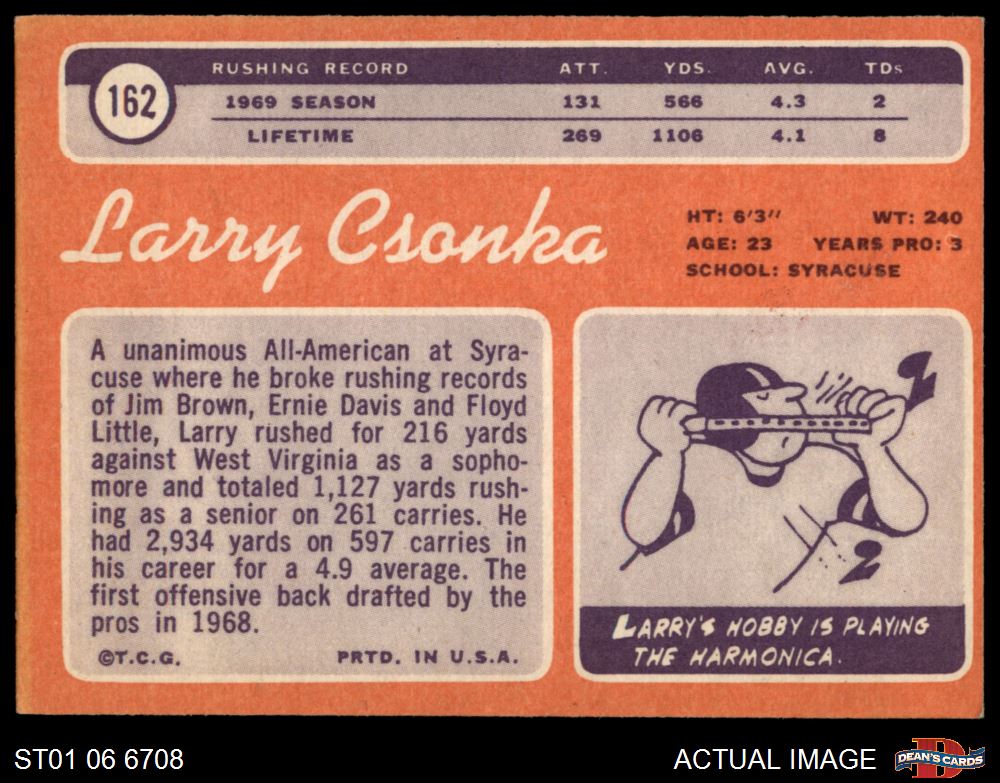 162
RUSHING RECORD ATT. YDS. AVG. TDs
1969 SEASON 131 566 4.3 2
LIFETIME 269 1106 4.1 8
Larry Csonka
HT: 6'3" WT: 240
AGE: 23 YEARS PRO: 3
SCHOOL: SYRACUSE
A unanimous All-American at Syra-
cuse where he broke rushing records
of Jim Brown, Ernie Davis and Floyd
Little, Larry rushed for 216 yards
against West Virginia as a sopho-
more and totaled 1,127 yards rush-
ing as a senior on 261 carries. He
had 2,934 yards on 597 carries in
his career for a 4.9 average. The
first offensive back drafted by the
pros in 1968.
©T.C.G. PRTD. IN U.S.A.
LARRY'S HOBBY IS PLAYING
THE HARMONICA.
ST01 06 6708
ACTUAL IMAGE
D
DEAN'S CARDS